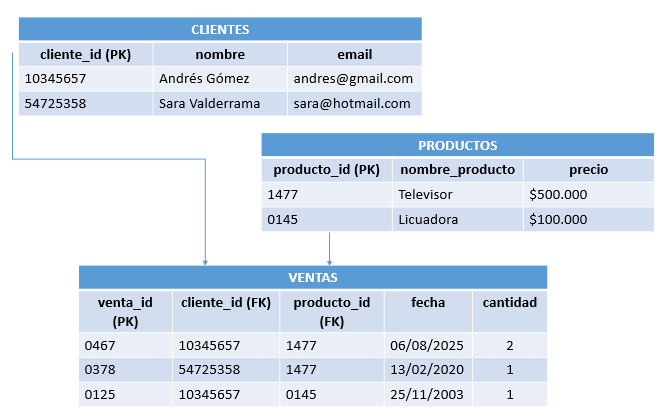 CLIENTES
cliente_id (PK) nombre email
10345657 Andrés Gómez andres@gmail.com
54725358 Sara Valderrama sara@hotmail.com
PRODUCTOS
producto_id (PK) nombre_producto precio
1477 Televisor $500.000
0145 Licuadora $100.000
VENTAS
venta_id (PK) cliente_id (FK) producto_id (FK) fecha cantidad
0467 10345657 1477 06/08/2025 2
0378 54725358 1477 13/02/2020 1
0125 10345657 0145 25/11/2003 1